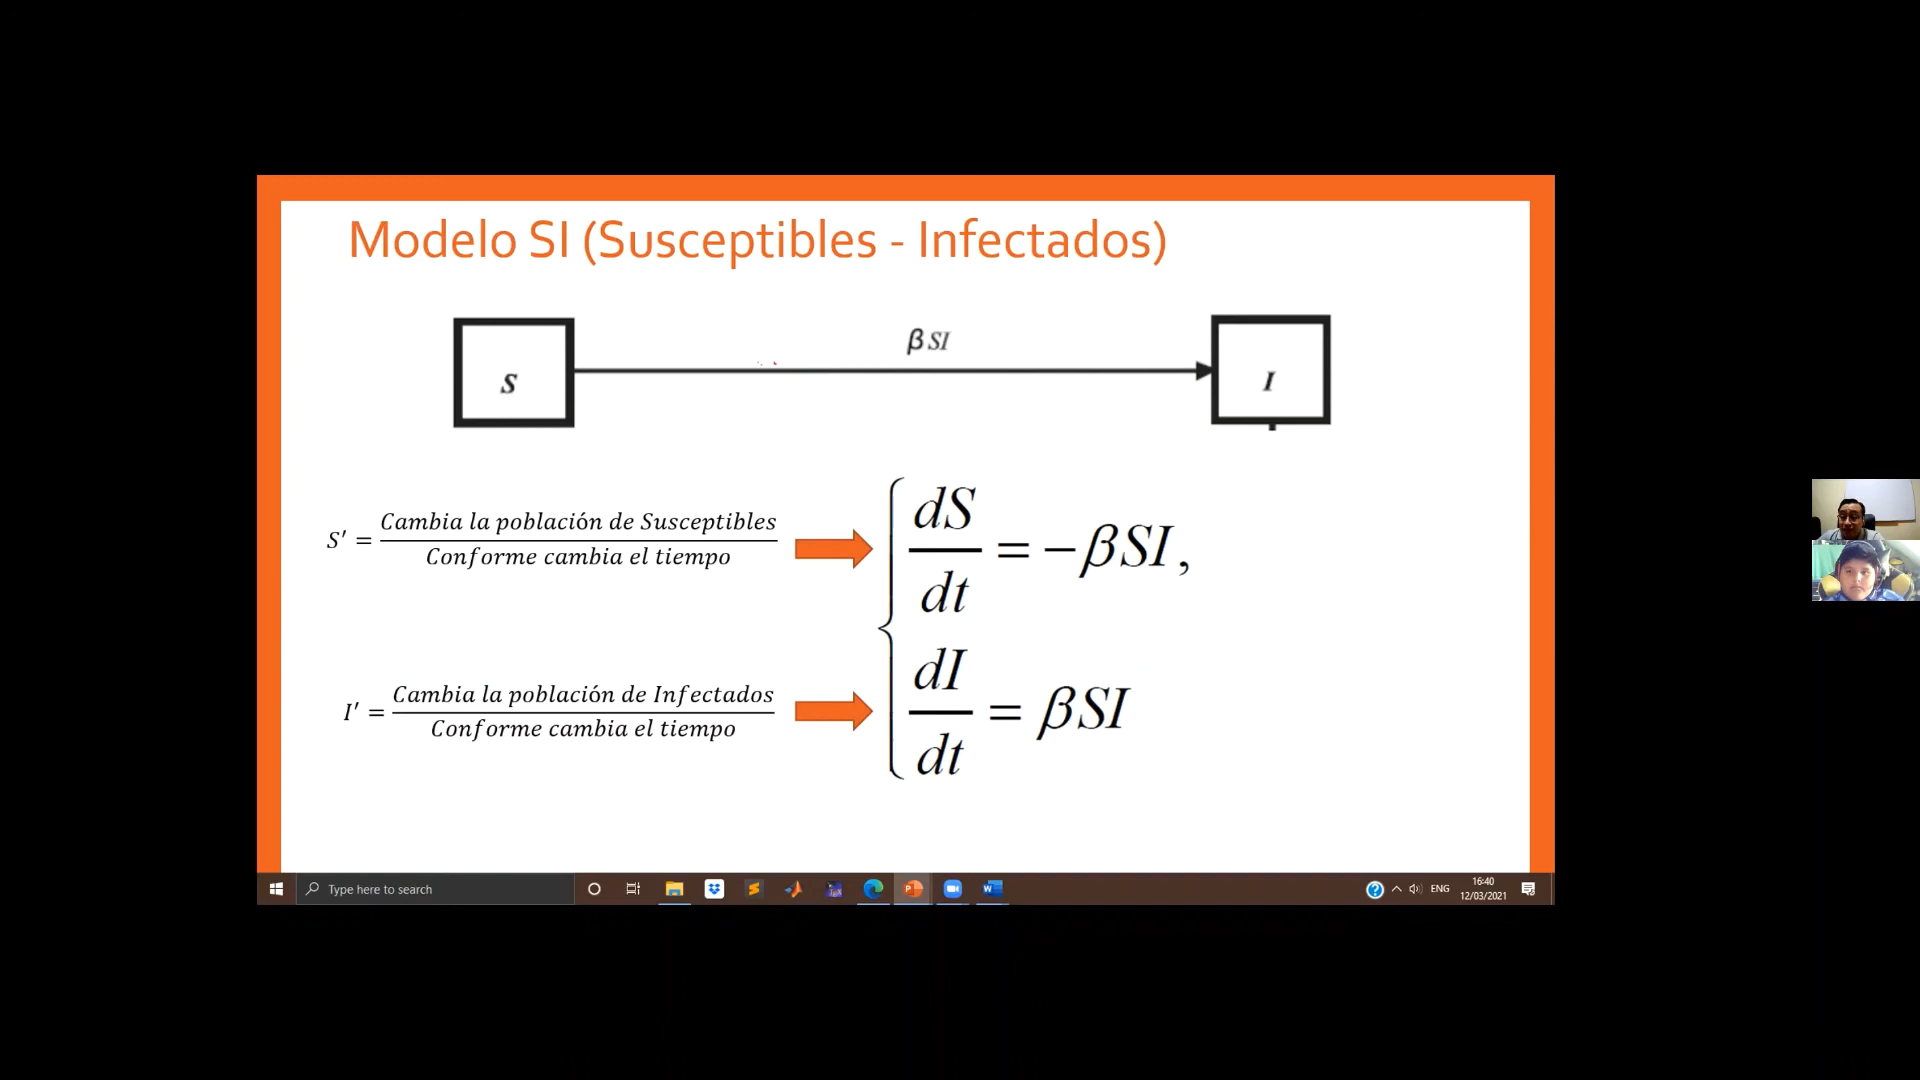 Modelo SI (Susceptibles - Infectados)
β SI
S
I
S′ = Cambia la población de Susceptibles / Conforme cambia el tiempo
dS/dt = −βSI,
I′ = Cambia la población de Infectados / Conforme cambia el tiempo
dI/dt = βSI
Type here to search
ENG
16:40
12/03/2021